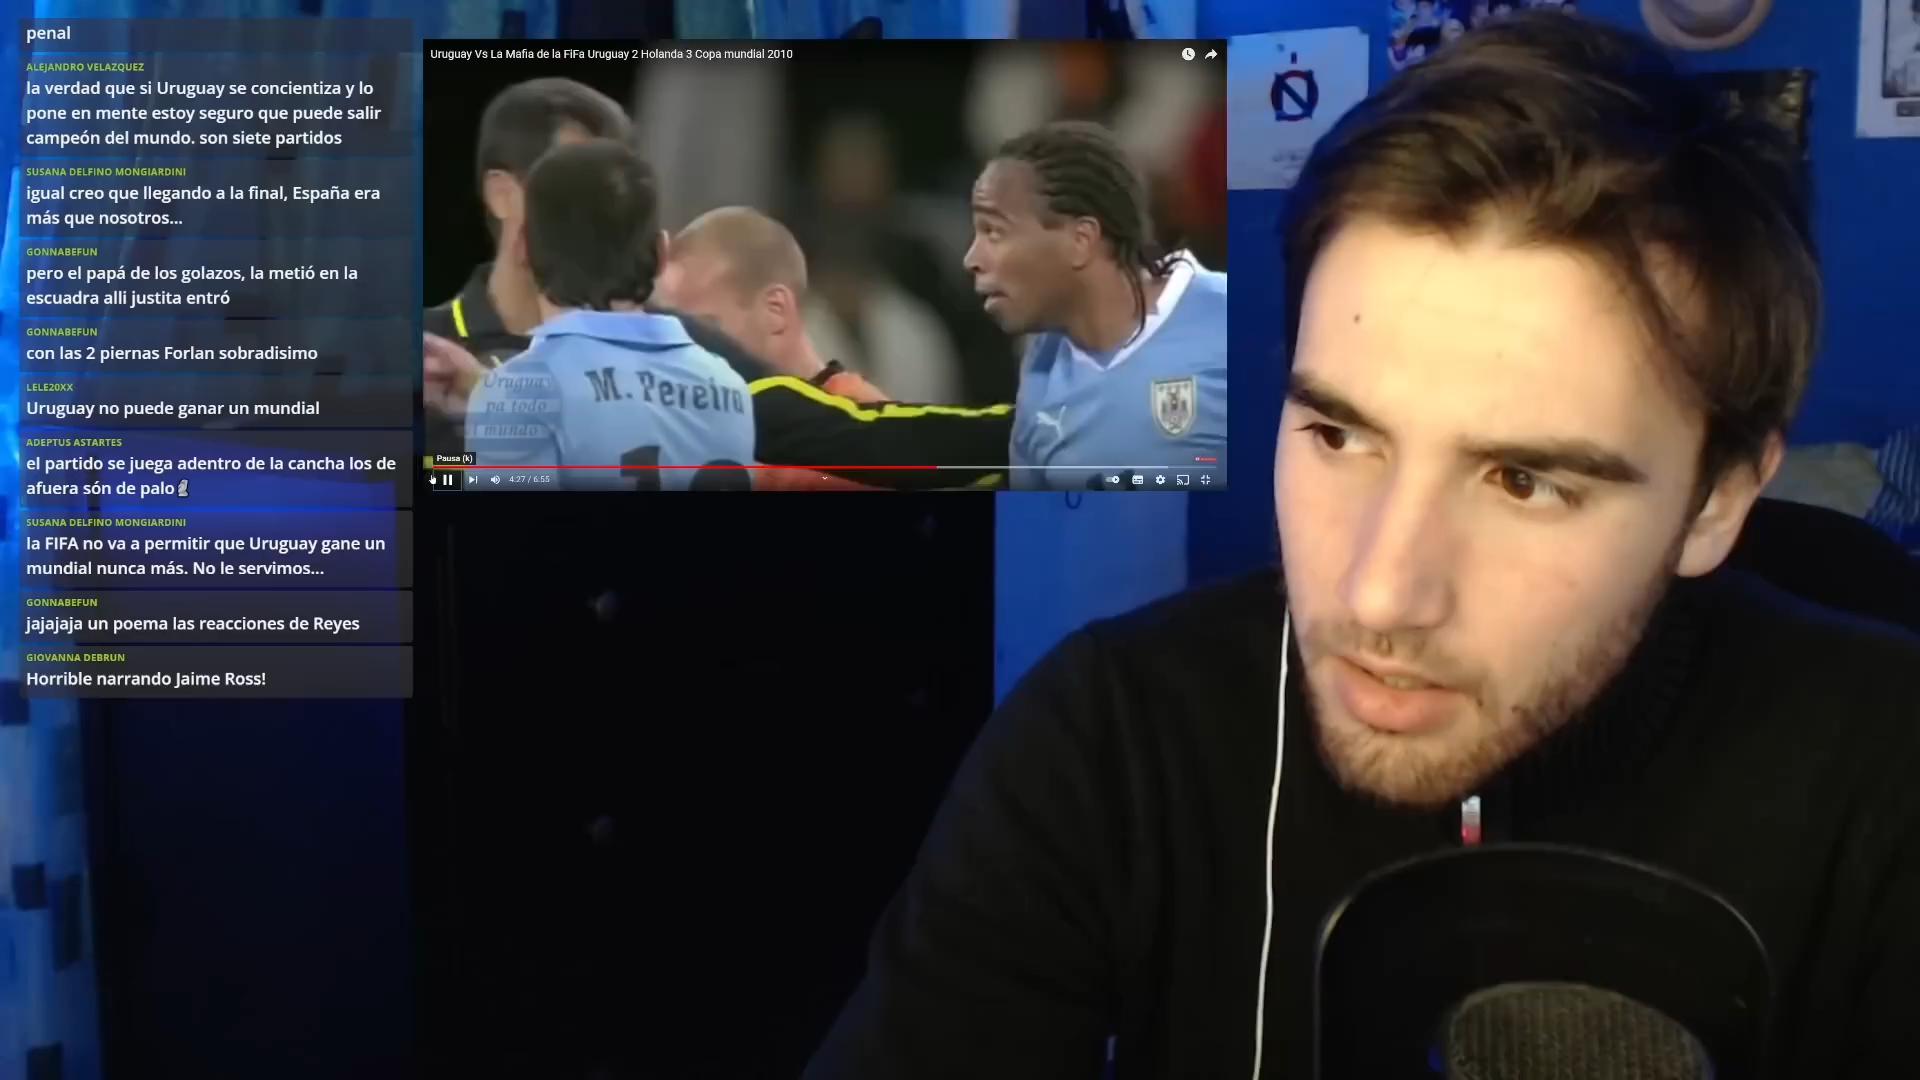 penal
ALEJANDRO VELAZQUEZ
la verdad que si Uruguay se concientiza y lo
pone en mente estoy seguro que puede salir
campeón del mundo. son siete partidos
SUSANA DELFINO MONGIARDINI
igual creo que llegando a la final, España era
más que nosotros...
GONNABEFUN
pero el papá de los golazos, la metió en la
escuadra alli justita entró
GONNABEFUN
con las 2 piernas Forlan sobradisimo
LELE20XX
Uruguay no puede ganar un mundial
ADEPTUS ASTARTES
el partido se juega adentro de la cancha los de
afuera són de palo
SUSANA DELFINO MONGIARDINI
la FIFA no va a permitir que Uruguay gane un
mundial nunca más. No le servimos...
GONNABEFUN
jajajaja un poema las reacciones de Reyes
GIOVANNA DEBRUN
Horrible narrando Jaime Ross!
Uruguay Vs La Mafia de la FiFa Uruguay 2 Holanda 3 Copa mundial 2010
M. Pereira
Uruguay
pa todo
l mundo
Pausa (k)
4:27 / 6:55